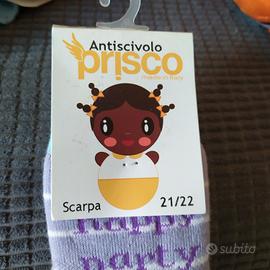 Antiscivolo
prisco
made in Italy
Scarpa 21/22
happy
party
subito